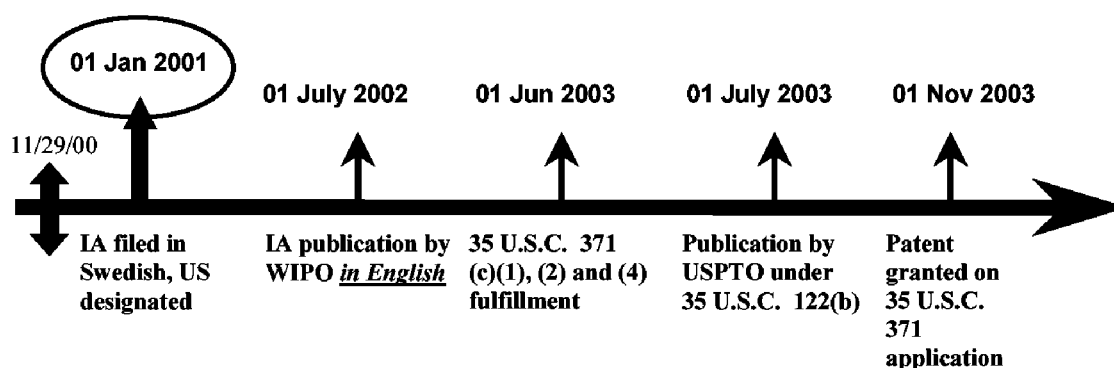 01 Jan 2001
01 July 2002
01 Jun 2003
01 July 2003
01 Nov 2003
11/29/00
IA filed in
Swedish, US
designated
IA publication by
WIPO in English
35 U.S.C. 371
(c)(1), (2) and (4)
fulfillment
Publication by
USPTO under
35 U.S.C. 122(b)
Patent
granted on
35 U.S.C.
371
application